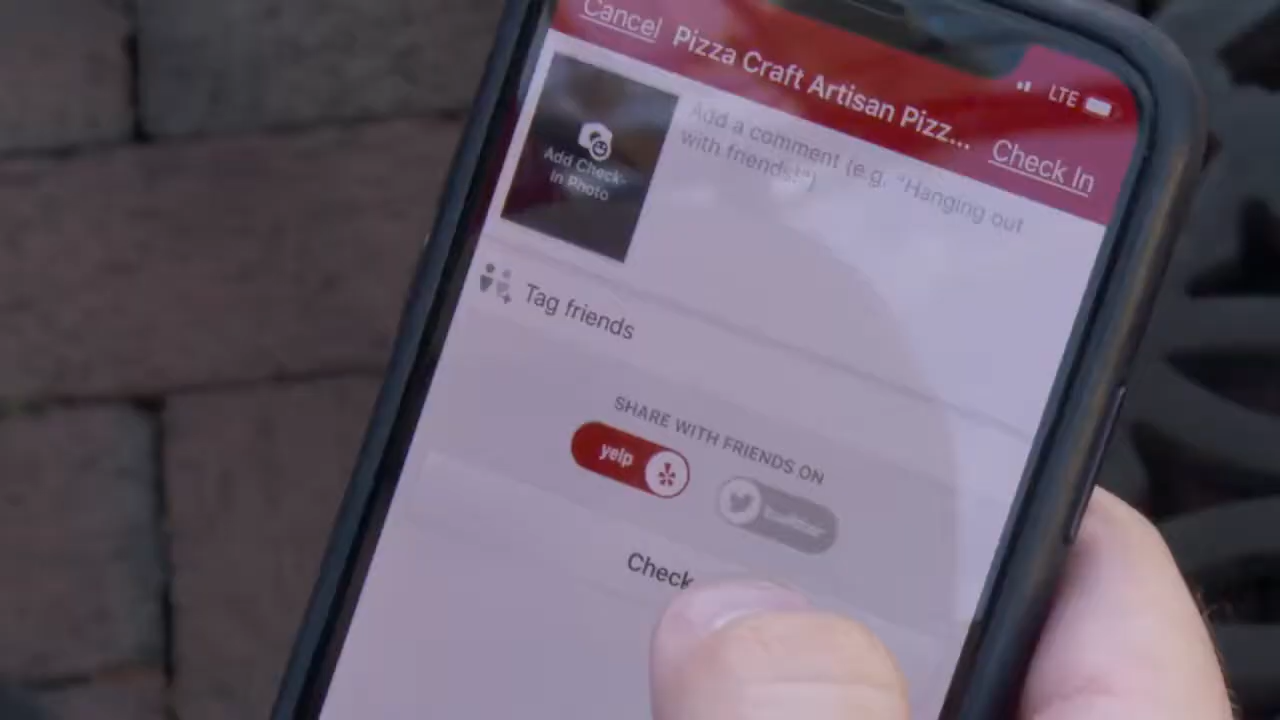 Cancel
Pizza Craft Artisan Pizz...
LTE
Check In
Add a comment (e.g. "Hanging out
with friends!")
Add Check-
In Photo
Tag friends
SHARE WITH FRIENDS ON
yelp
twitter
Check